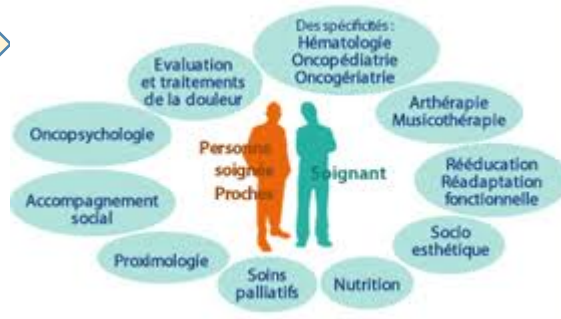 Des spécificités :
Hématologie
Oncopédiatrie
Oncogériatrie
Evaluation
et traitements
de la douleur
Arthérapie
Musicothérapie
Oncopsychologie
Personne
soignée
Proches
Soignant
Rééducation
Réadaptation
fonctionnelle
Accompagnement
social
Socio
esthétique
Proximologie
Soins
palliatifs
Nutrition